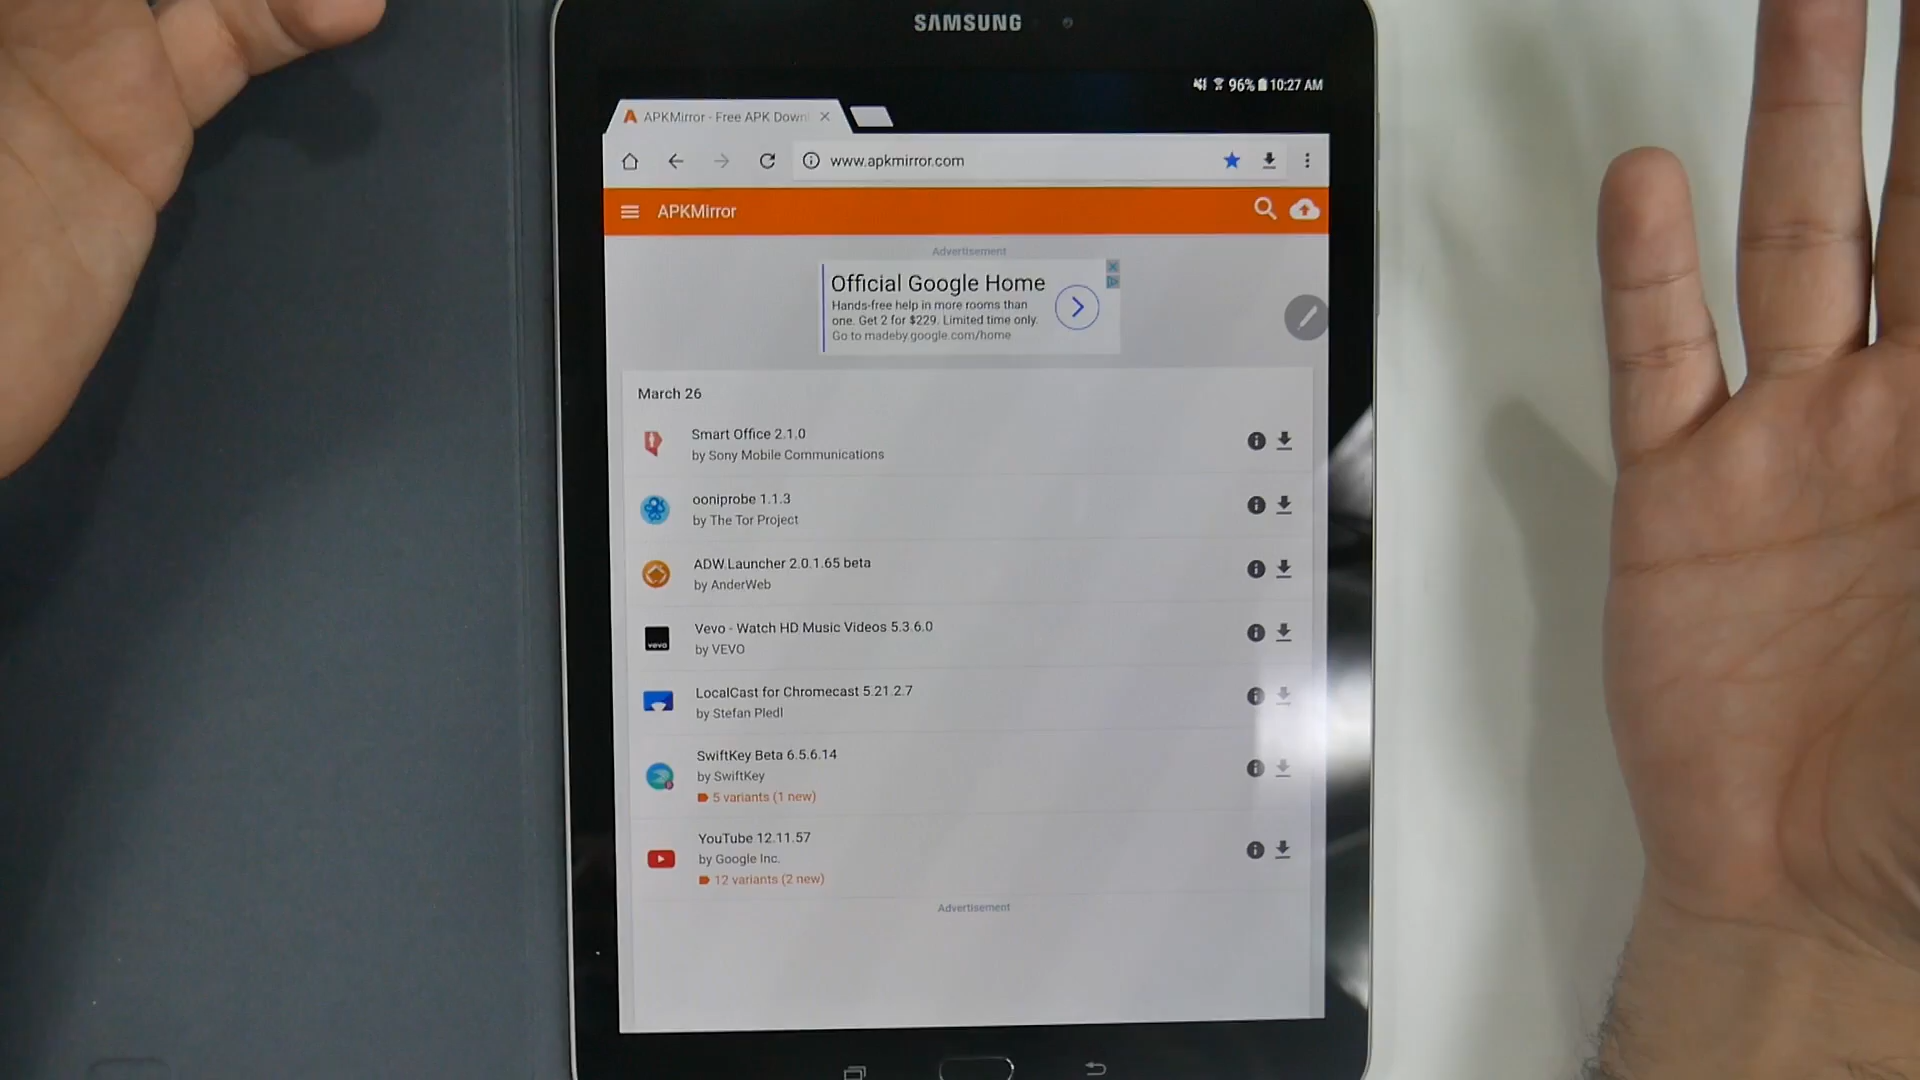 SAMSUNG
96% 10:27 AM
APKMirror - Free APK Down
www.apkmirror.com
APKMirror
Advertisement
Official Google Home
Hands-free help in more rooms than
one. Get 2 for $229. Limited time only.
Go to madeby.google.com/home
March 26
Smart Office 2.1.0
by Sony Mobile Communications
ooniprobe 1.1.3
by The Tor Project
ADW.Launcher 2.0.1.65 beta
by AnderWeb
Vevo - Watch HD Music Videos 5.3.6.0
by VEVO
vevo
LocalCast for Chromecast 5.21.2.7
by Stefan Pledl
SwiftKey Beta 6.5.6.14
by SwiftKey
5 variants (1 new)
YouTube 12.11.57
by Google Inc.
12 variants (2 new)
Advertisement